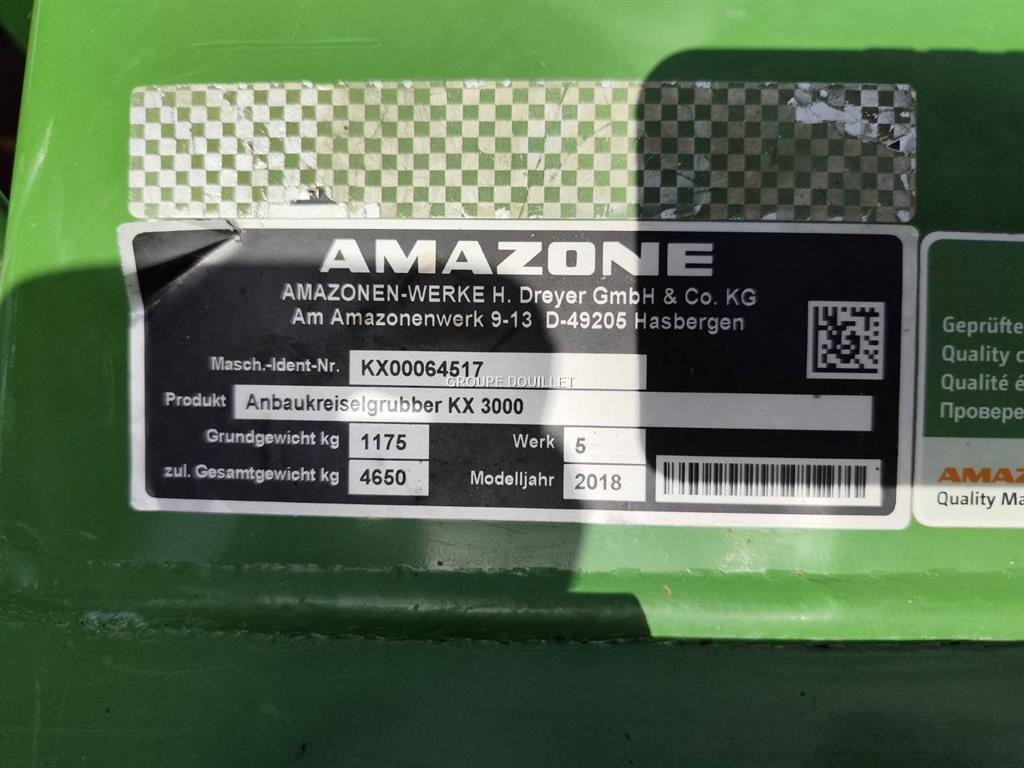 AMAZONE
AMAZONEN-WERKE H. Dreyer GmbH & Co. KG
Am Amazonenwerk 9-13 D-49205 Hasbergen
Masch.-Ident-Nr. KX00064517
GROUPE DOUILLET
Produkt Anbaukreiselgrubber KX 3000
Grundgewicht kg 1175 Werk 5
zul. Gesamtgewicht kg 4650 Modelljahr 2018
Geprüfte
Quality c
Qualité é
Провере
AMAZ
Quality Ma